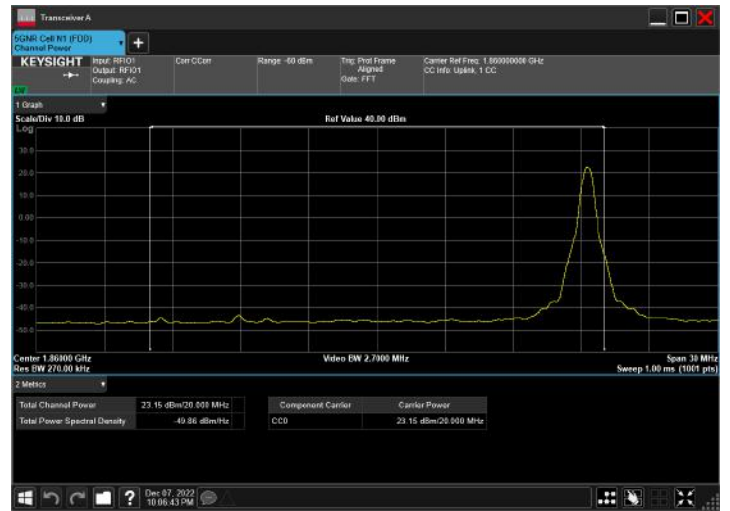 Transceiver A
5GNR Cell N1 (FDD)
Channel Power
KEYSIGHT
Input: RFIO1
Output: RFIO1
Coupling: AC
Corr CCorr
Range -60 dBm
Trig: Prot Frame
Aligned
Gate: FFT
Carrier Ref Freq: 1.860000000 GHz
CC Info: Uplink, 1 CC
1 Graph
Scale/Div 10.0 dB
Ref Value 40.00 dBm
Log
30.0
20.0
10.0
0.00
-10.0
-20.0
-30.0
-40.0
-50.0
Center 1.86000 GHz
Video BW 2.7000 MHz
Span 30 MHz
Res BW 270.00 kHz
Sweep 1.00 ms (1001 pts)
2 Metrics
Total Channel Power 23.15 dBm/20.000 MHz
Total Power Spectral Density -49.86 dBm/Hz
Component Carrier Carrier Power
CC0 23.15 dBm/20.000 MHz
?
Dec 07, 2022
10:06:43 PM